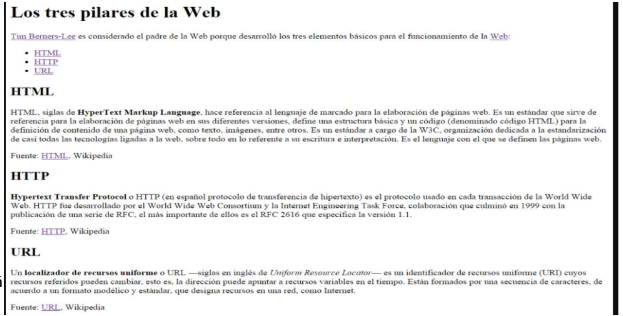 Los tres pilares de la Web
Tim Berners-Lee es considerado el padre de la Web porque desarrolló los tres elementos básicos para el funcionamiento de la Web:
• HTML
• HTTP
• URL
HTML
HTML, siglas de HyperText Markup Language, hace referencia al lenguaje de marcado para la elaboración de páginas web. Es un estándar que sirve de
referencia para la elaboración de páginas web en sus diferentes versiones, define una estructura básica y un código (denominado código HTML) para la
definición de contenido de una página web, como texto, imágenes, entre otros. Es un estándar a cargo de la W3C, organización dedicada a la estandarización
de casi todas las tecnologías ligadas a la web, sobre todo en lo referente a su escritura e interpretación. Es el lenguaje con el que se definen las páginas web.
Fuente: HTML, Wikipedia
HTTP
Hypertext Transfer Protocol o HTTP (en español protocolo de transferencia de hipertexto) es el protocolo usado en cada transacción de la World Wide
Web. HTTP fue desarrollado por el World Wide Web Consortium y la Internet Engineering Task Force, colaboración que culminó en 1999 con la
publicación de una serie de RFC, el más importante de ellos es el RFC 2616 que especifica la versión 1.1.
Fuente: HTTP, Wikipedia
URL
Un localizador de recursos uniforme o URL —siglas en inglés de Uniform Resource Locator— es un identificador de recursos uniforme (URI) cuyos
recursos referidos pueden cambiar, esto es, la dirección puede apuntar a recursos variables en el tiempo. Están formados por una secuencia de caracteres, de
acuerdo a un formato modélico y estándar, que designa recursos en una red, como Internet.
Fuente: URL, Wikipedia